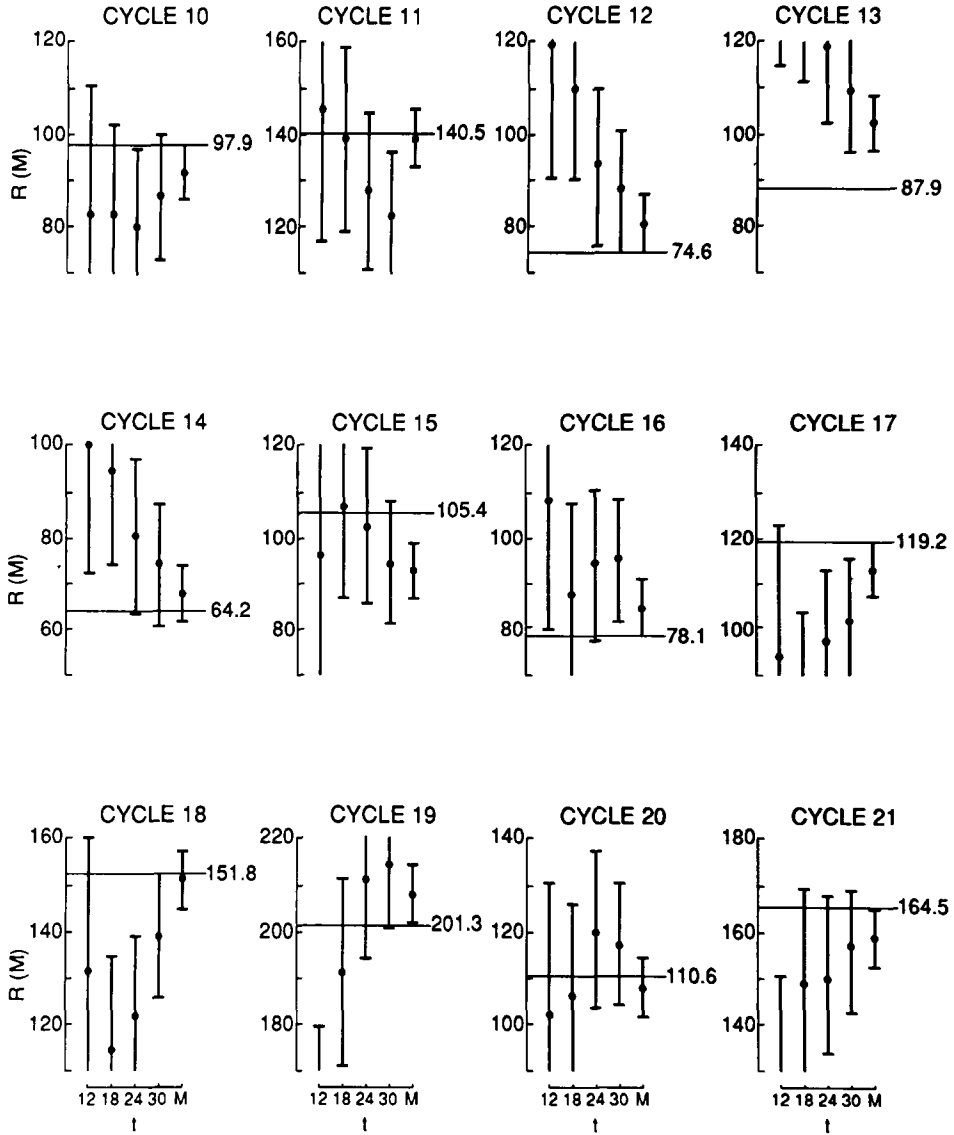 CYCLE 10 CYCLE 11 CYCLE 12 CYCLE 13
120 160 120 120
100 97.9 140 140.5 100 100
R (M) 87.9
80 120 80 74.6 80
CYCLE 14 CYCLE 15 CYCLE 16 CYCLE 17
100 120 120 140
105.4 119.2
R (M) 80 100 100 120
64.2
60 80 80 78.1 100
CYCLE 18 CYCLE 19 CYCLE 20 CYCLE 21
160 220 140 180
151.8 164.5
R (M) 140 200 201.3 120 160
110.6
120 180 100 140
12 18 24 30 M 12 18 24 30 M 12 18 24 30 M 12 18 24 30 M
t t t t